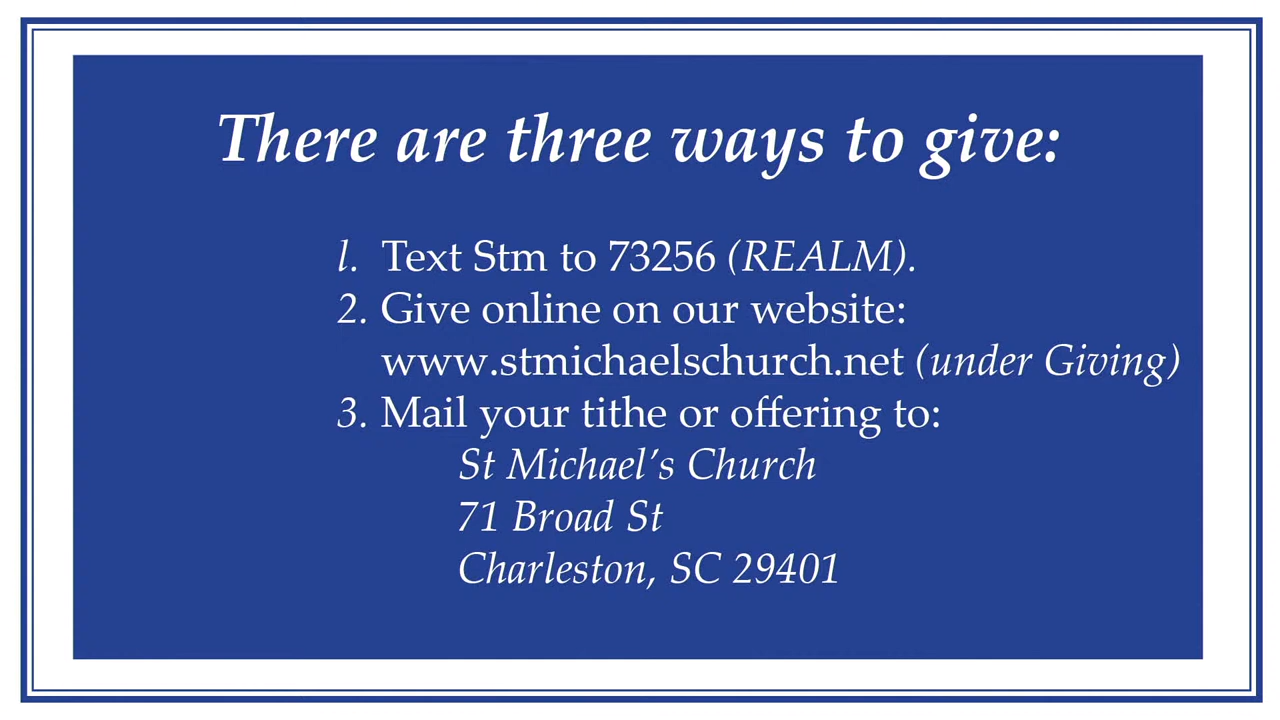 There are three ways to give:
l. Text Stm to 73256 (REALM).
2. Give online on our website:
www.stmichaelschurch.net (under Giving)
3. Mail your tithe or offering to:
St Michael’s Church
71 Broad St
Charleston, SC 29401